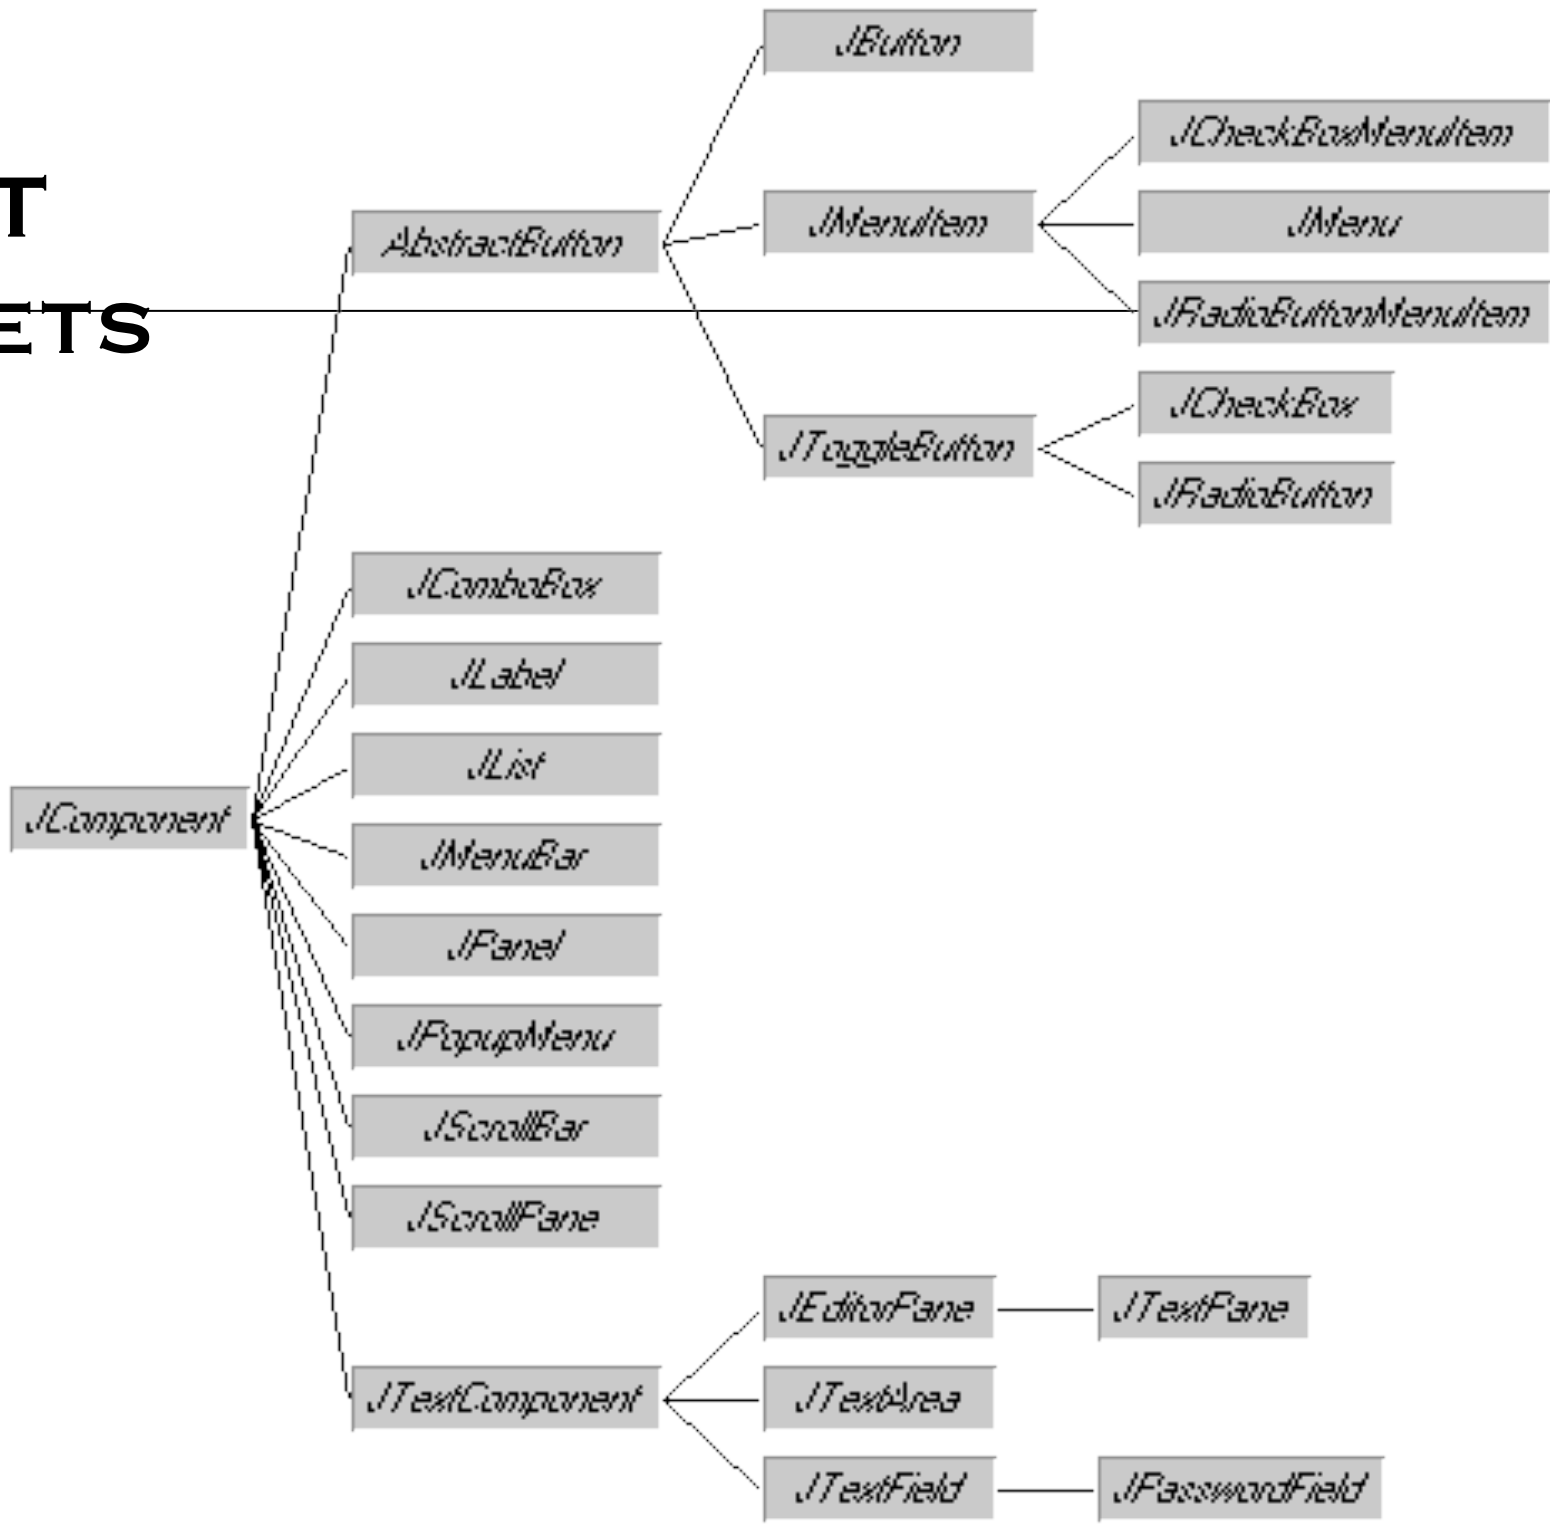 T
ETS
JComponent
AbstractButton
JButton
JMenuItem
JCheckBoxMenuItem
JMenu
JRadioButtonMenuItem
JToggleButton
JCheckBox
JRadioButton
JComboBox
JLabel
JList
JMenuBar
JPanel
JPopupMenu
JScrollBar
JScrollPane
JTextComponent
JEditorPane
JTextPane
JTextArea
JTextField
JPasswordField